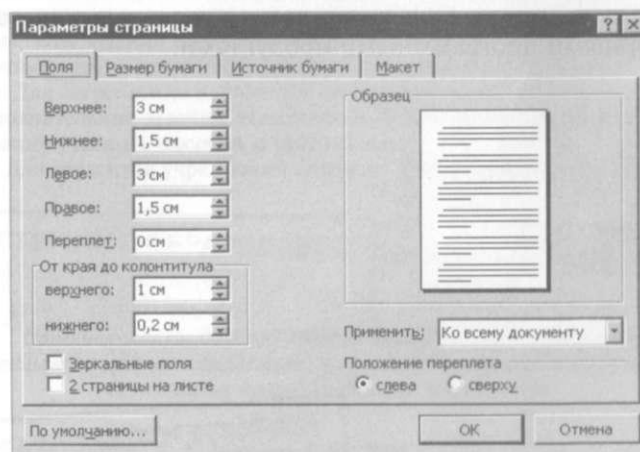 Параметры страницы
Поля Размер бумаги Источник бумаги Макет
Верхнее: 3 см
Нижнее: 1,5 см
Левое: 3 см
Правое: 1,5 см
Переплет: 0 см
От края до колонтитула
верхнего: 1 см
нижнего: 0,2 см
Зеркальные поля
2 страницы на листе
Образец
Применить: Ко всему документу
Положение переплета
слева сверху
По умолчанию... ОК Отмена